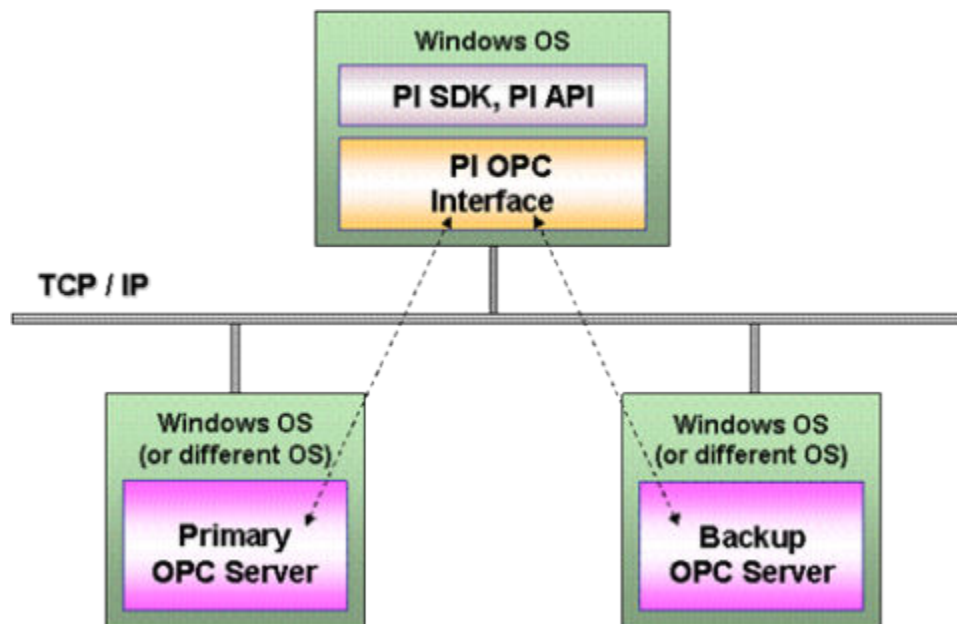 Windows OS
PI SDK, PI API
PI OPC
Interface
TCP / IP
Windows OS
(or different OS)
Primary
OPC Server
Windows OS
(or different OS)
Backup
OPC Server